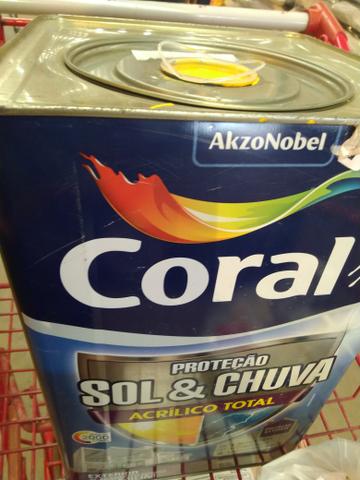 AkzoNobel
Coral
PROTEÇÃO
SOL & CHUVA
ACRÍLICO TOTAL